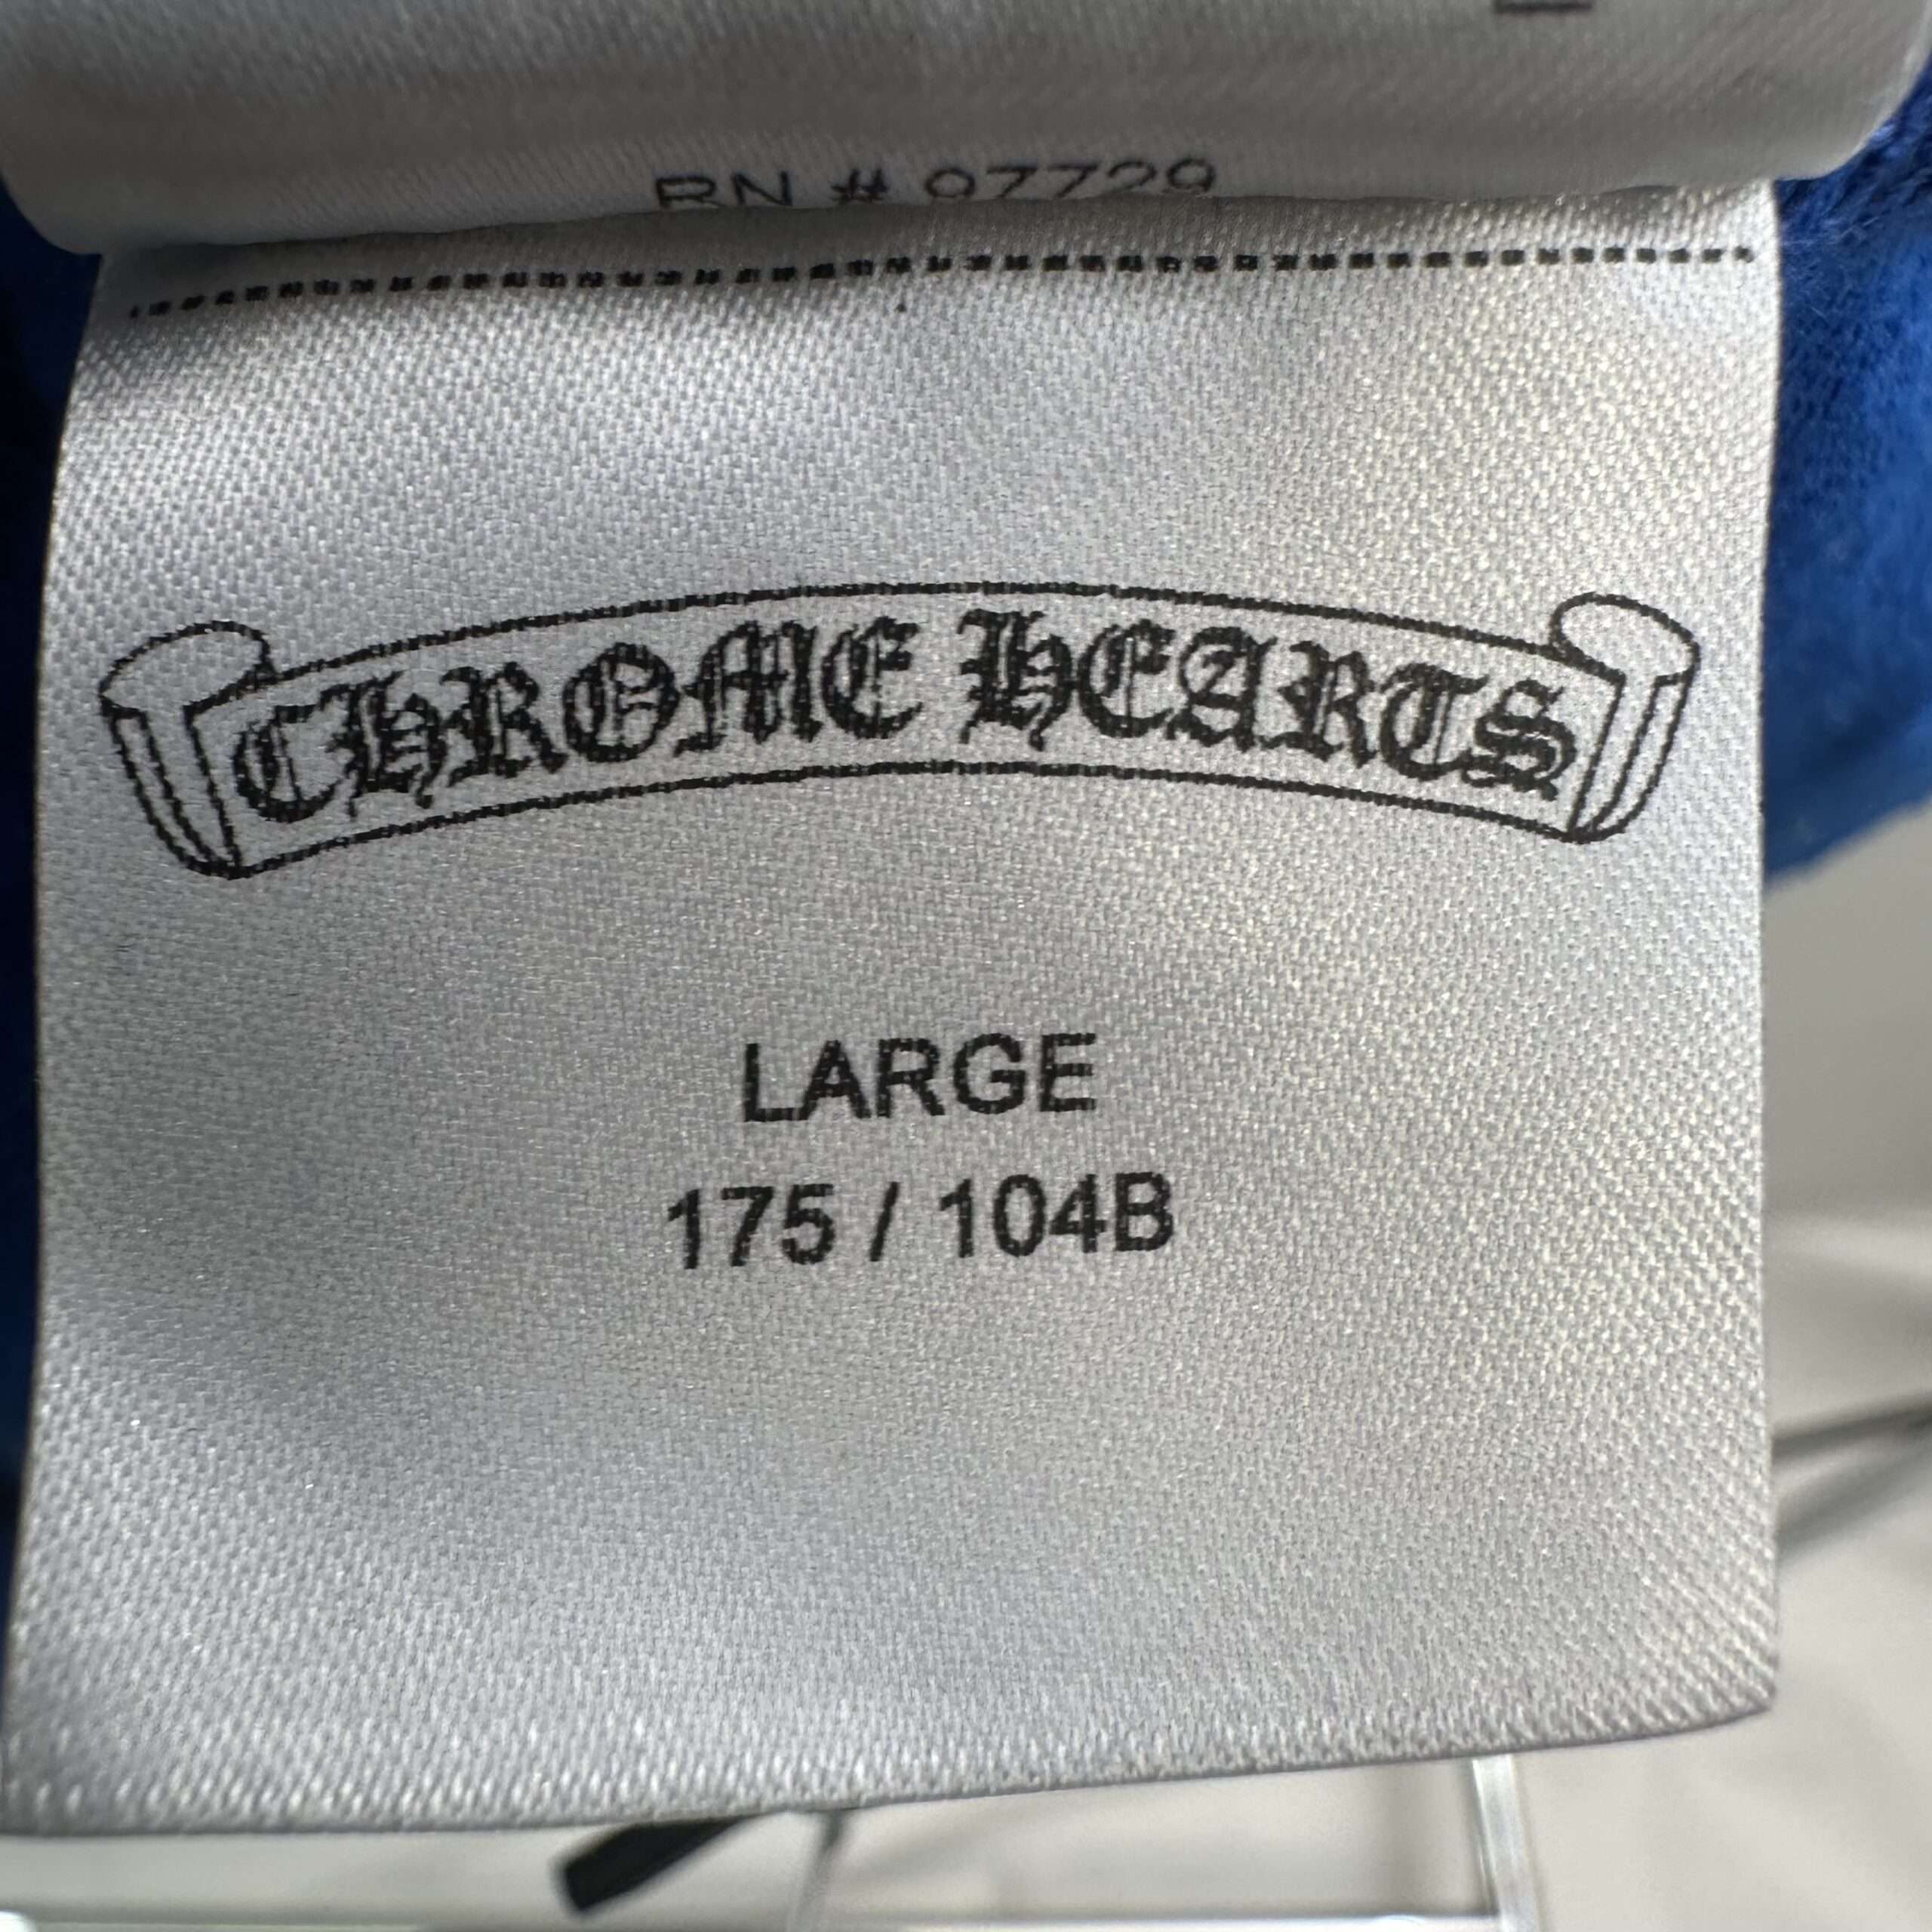 RN # 97729
CHROME HEARTS
LARGE
175 / 104B